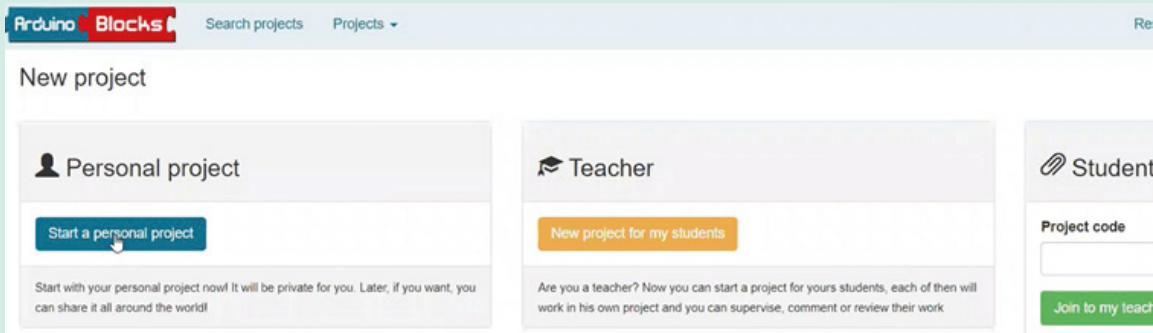 Arduino Blocks
Search projects
Projects
New project
Personal project
Start a personal project
Start with your personal project now! It will be private for you. Later, if you want, you
can share it all around the world!
Teacher
New project for my students
Are you a teacher? Now you can start a project for yours students, each of then will
work in his own project and you can supervise, comment or review their work
Student
Project code
Join to my